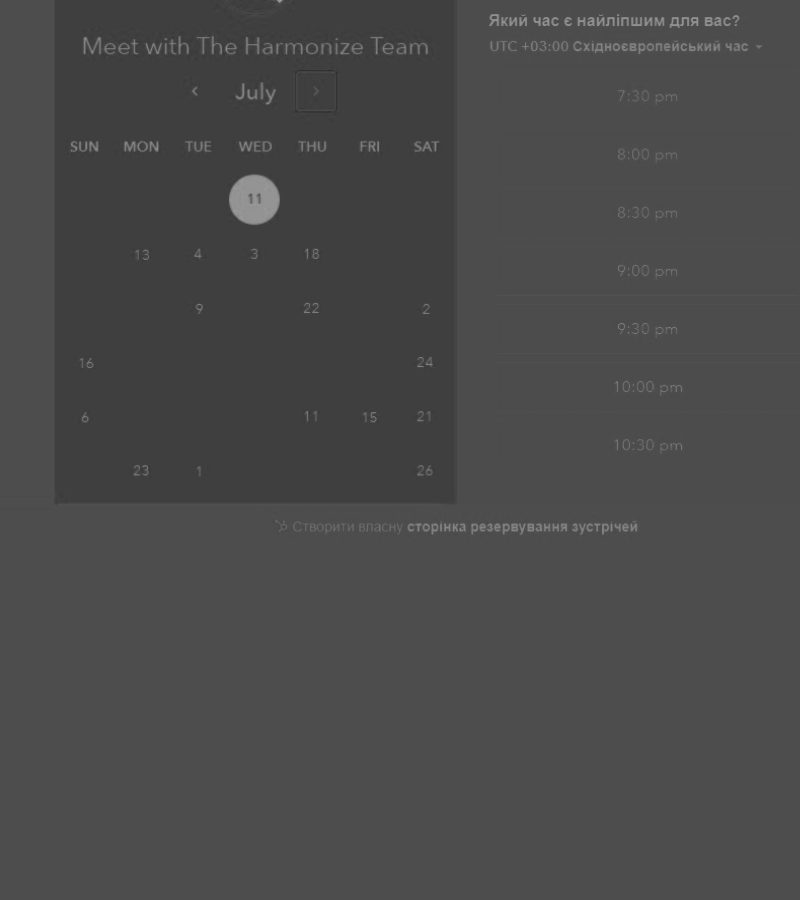 Meet with The Harmonize Team
July
SUN MON TUE WED THU FRI SAT
11
13 4 3 18
9 22 2
16 24
6 11 15 21
23 1 26
Який час є найліпшим для вас?
UTC +03:00 Східноєвропейський час
7:30 pm
8:00 pm
8:30 pm
9:00 pm
9:30 pm
10:00 pm
10:30 pm
Створити власну сторінка резервування зустрічей